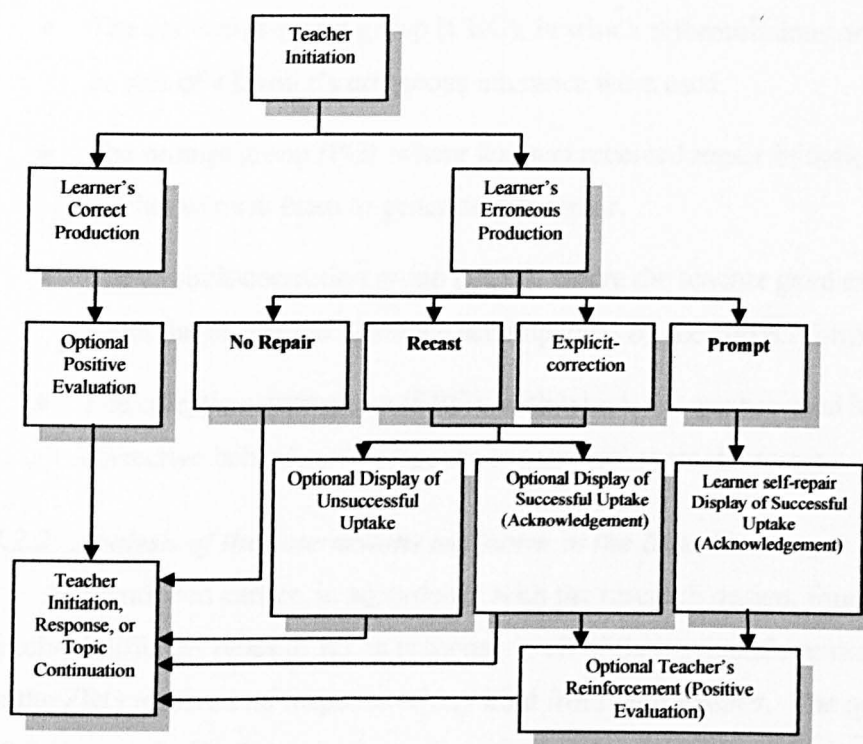 Teacher
Initiation
Learner's
Correct
Production
Learner's
Erroneous
Production
Optional
Positive
Evaluation
No Repair
Recast
Explicit-
correction
Prompt
Optional Display of
Unsuccessful
Uptake
Optional Display of
Successful Uptake
(Acknowledgement)
Learner self-repair
Display of Successful
Uptake
(Acknowledgement)
Teacher
Initiation,
Response, or
Topic
Continuation
Optional Teacher's
Reinforcement (Positive
Evaluation)